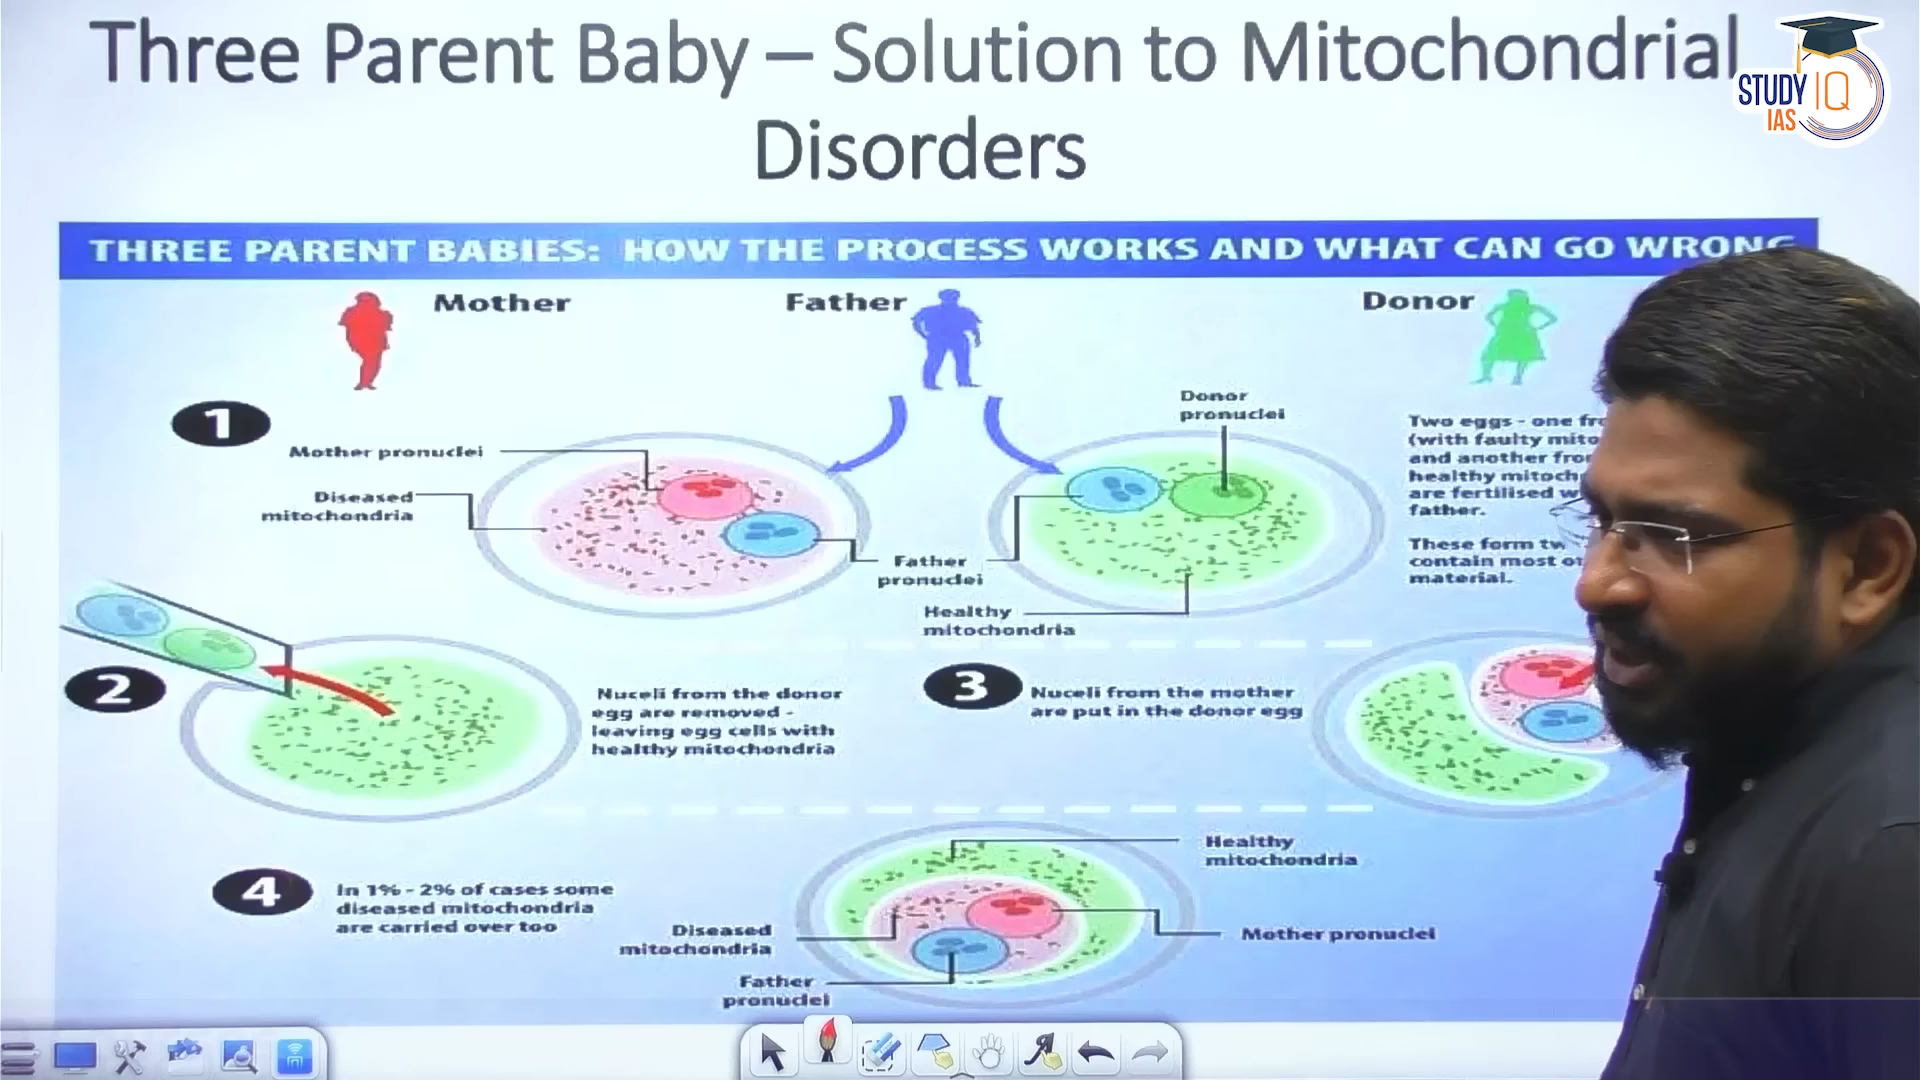 Three Parent Baby – Solution to Mitochondrial
Disorders
STUDY IQ
IAS
THREE PARENT BABIES: HOW THE PROCESS WORKS AND WHAT CAN GO WRONG
Mother
Father
Donor
1
Mother pronuclei
Diseased
mitochondria
Father
pronuclei
Donor
pronuclei
Healthy
mitochondria
Two eggs - one
(with faulty
and another
healthy
are fertilised
father.
These form
contain most
material.
2
Nuceli from the donor
egg are removed -
leaving egg cells with
healthy mitochondria
3
Nuceli from the mother
are put in the donor egg
4
In 1% - 2% of cases some
diseased mitochondria
are carried over too
Healthy
mitochondria
Diseased
mitochondria
Mother pronuclei
Father
pronuclei